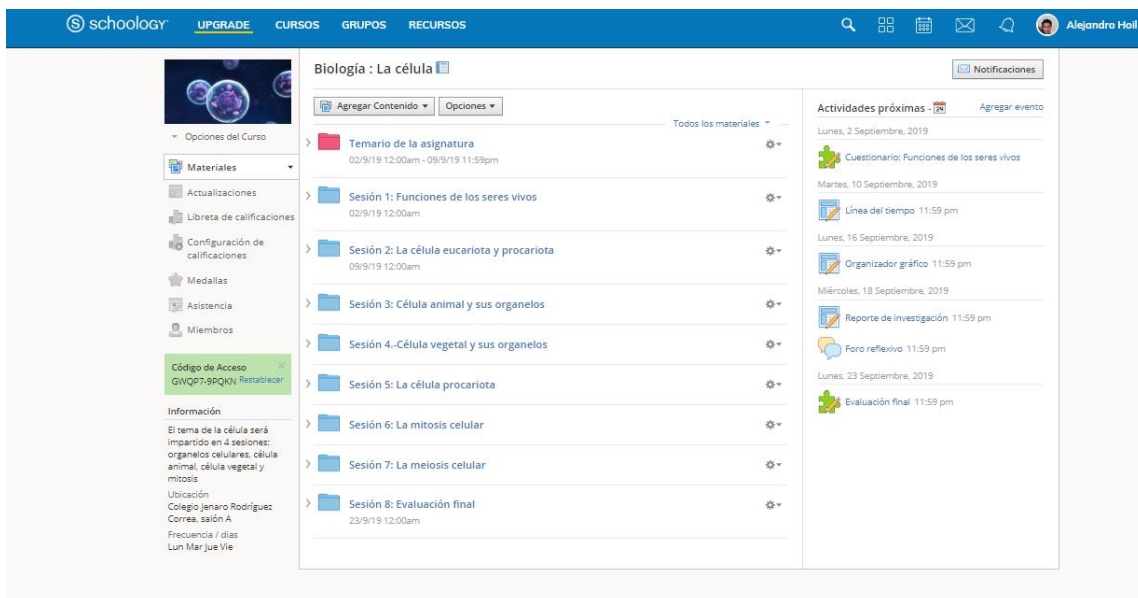 schoology UPGRADE CURSOS GRUPOS RECURSOS Alejandro Hoil
Biología : La célula
Notificaciones
Opciones del Curso
Materiales
Actualizaciones
Libreta de calificaciones
Configuración de
calificaciones
Medallas
Asistencia
Miembros
Código de Acceso
GWQP7-9PQKN Restablecer
Información
El tema de la célula será
impartido en 4 sesiones:
organelos celulares, célula
animal, célula vegetal y
mitosis
Ubicación
Colegio Jenaro Rodríguez
Correa, salón A
Frecuencia / días
Lun Mar Jue Vie
Agregar Contenido Opciones
Todos los materiales
Temario de la asignatura
02/9/19 12:00am - 09/9/19 11:59pm
Sesión 1: Funciones de los seres vivos
02/9/19 12:00am
Sesión 2: La célula eucariota y procariota
09/9/19 12:00am
Sesión 3: Célula animal y sus organelos
Sesión 4.-Célula vegetal y sus organelos
Sesión 5: La célula procariota
Sesión 6: La mitosis celular
Sesión 7: La meiosis celular
Sesión 8: Evaluación final
23/9/19 12:00am
Actividades próximas - Agregar evento
Lunes, 2 Septiembre, 2019
Cuestionario: Funciones de los seres vivos
Martes, 10 Septiembre, 2019
Línea del tiempo 11:59 pm
Lunes, 16 Septiembre, 2019
Organizador gráfico 11:59 pm
Miércoles, 18 Septiembre, 2019
Reporte de investigación 11:59 pm
Foro reflexivo 11:59 pm
Lunes, 23 Septiembre, 2019
Evaluación final 11:59 pm